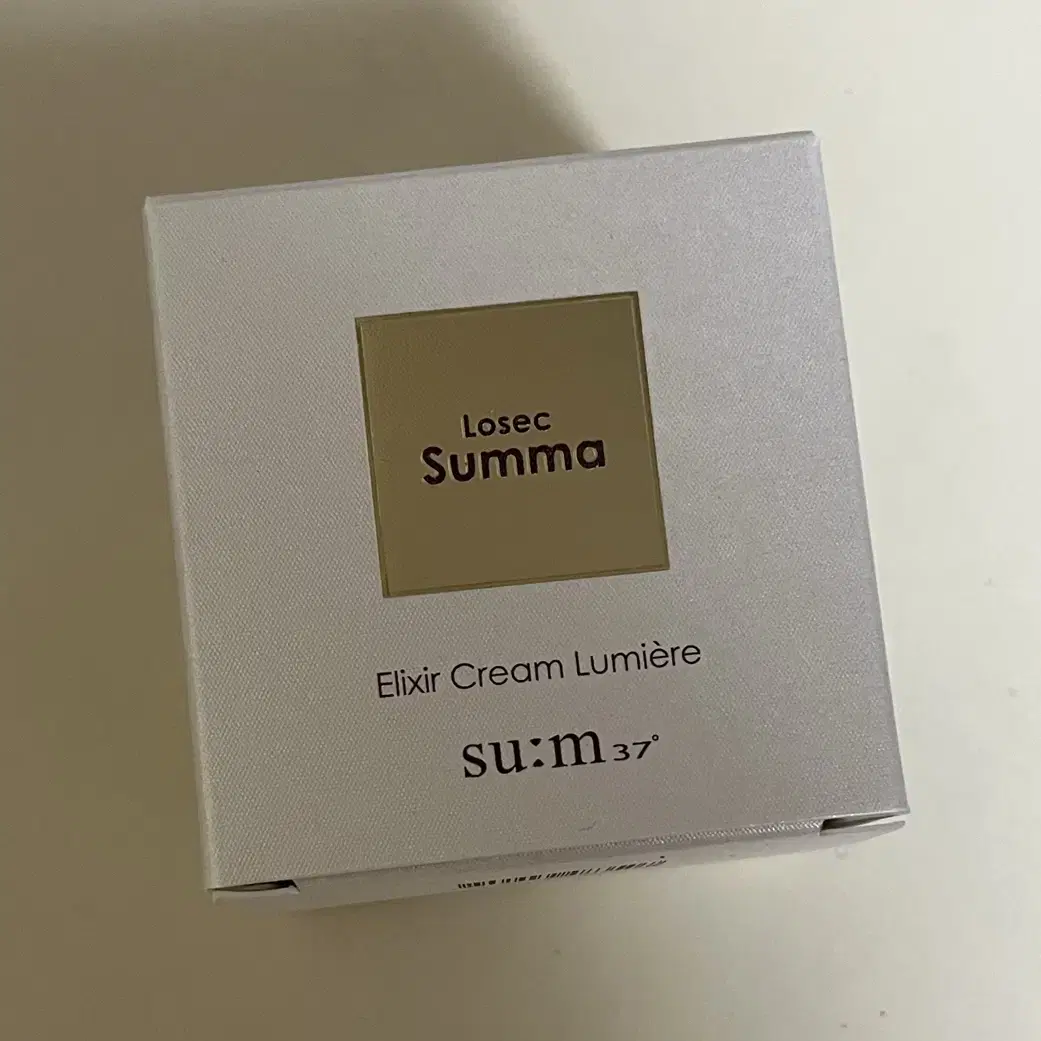 Losec
Summa
Elixir Cream Lumière
su:m37°